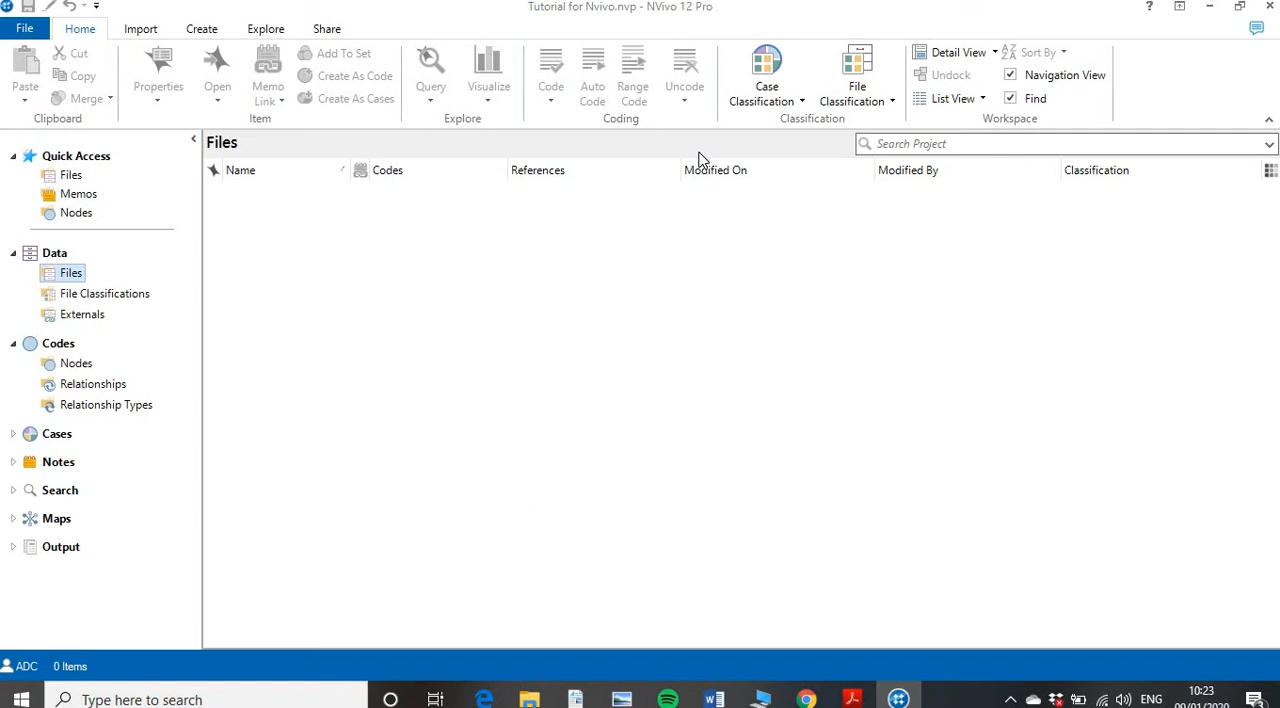 Tutorial for Nvivo.nvp - NVivo 12 Pro
?
File Home Import Create Explore Share
Paste
Cut
Copy
Merge
Clipboard
Properties
Open
Memo
Link
Add To Set
Create As Code
Create As Cases
Item
Query
Visualize
Explore
Code
Auto
Code
Range
Code
Uncode
Coding
Case
Classification
File
Classification
Classification
Detail View
Sort By
Undock
Navigation View
List View
Find
Workspace
Files
Search Project
Name Codes References Modified On Modified By Classification
Quick Access
Files
Memos
Nodes
Data
Files
File Classifications
Externals
Codes
Nodes
Relationships
Relationship Types
Cases
Notes
Search
Maps
Output
ADC 0 Items
Type here to search
ENG
10:23
09/01/2020
3